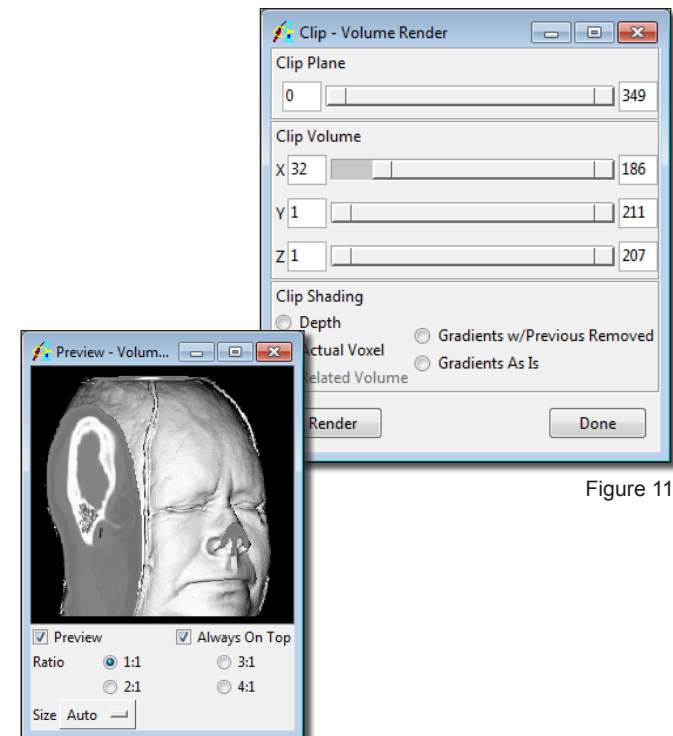 Clip - Volume Render
Clip Plane
0 349
Clip Volume
X 32 186
Y 1 211
Z 1 207
Clip Shading
Depth
Gradients w/Previous Removed
Actual Voxel
Gradients As Is
Related Volume
Render Done
Figure 11
Preview - Volum...
Preview Always On Top
Ratio 1:1 3:1
2:1 4:1
Size Auto